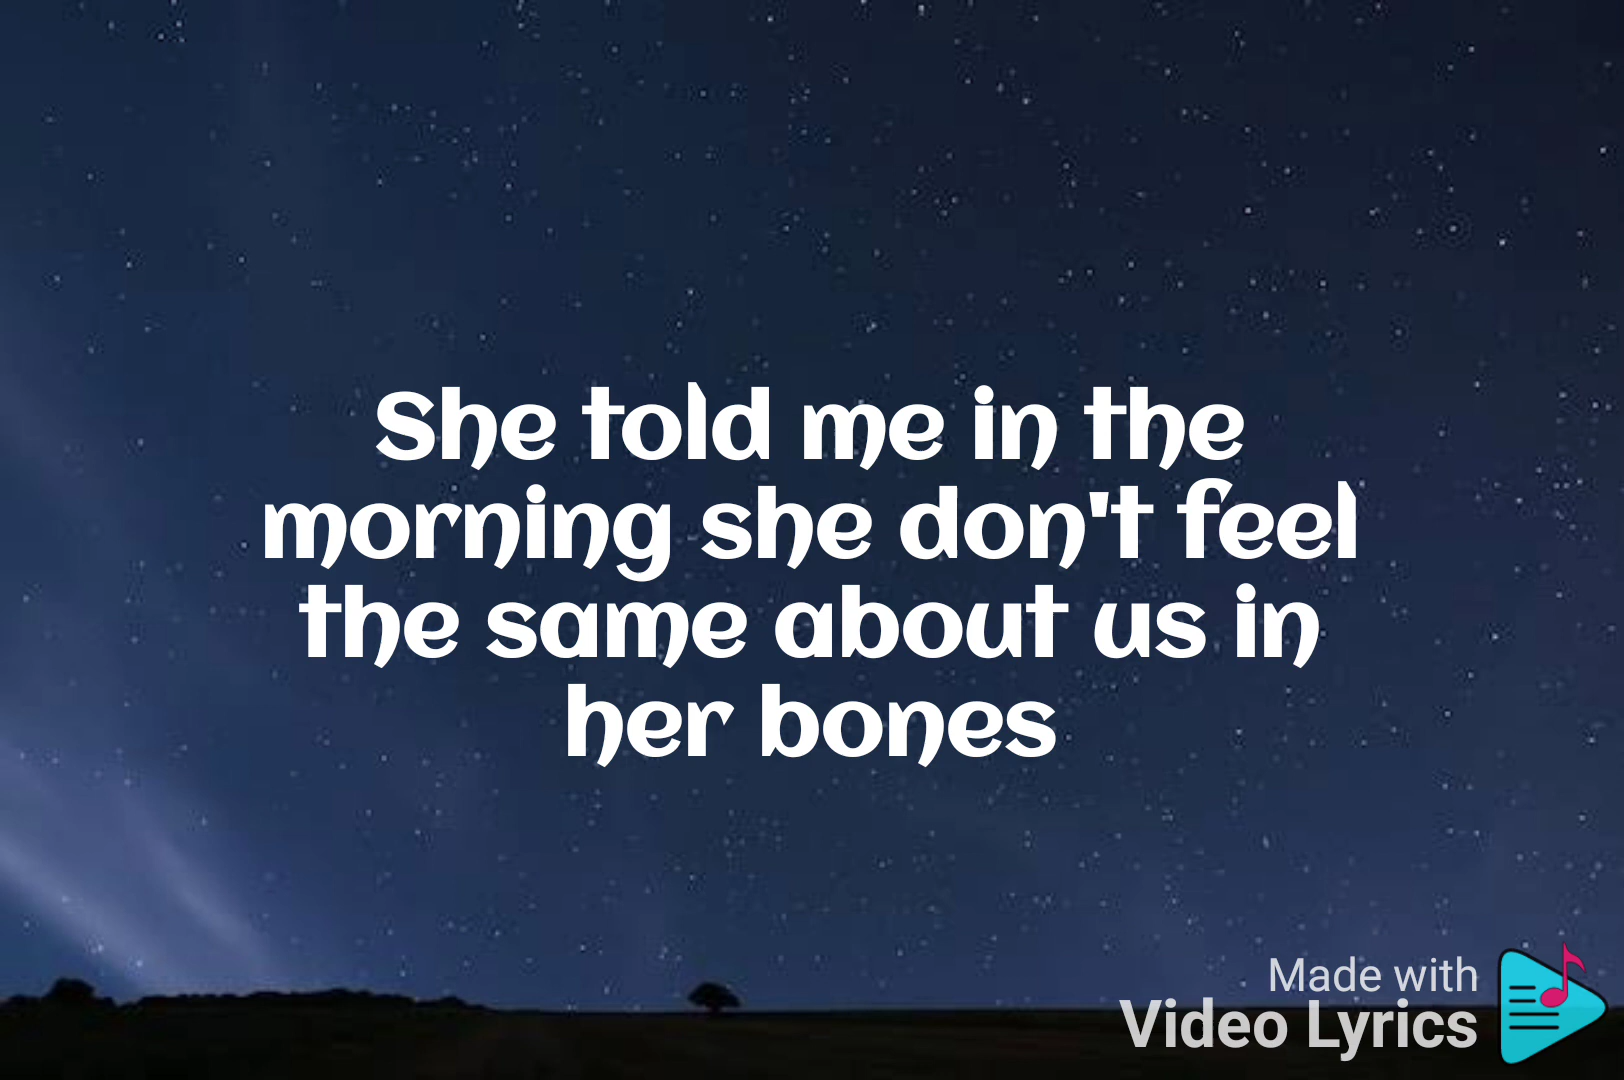 She told me in the
morning she don't feel
the same about us in
her bones
Made with
Video Lyrics